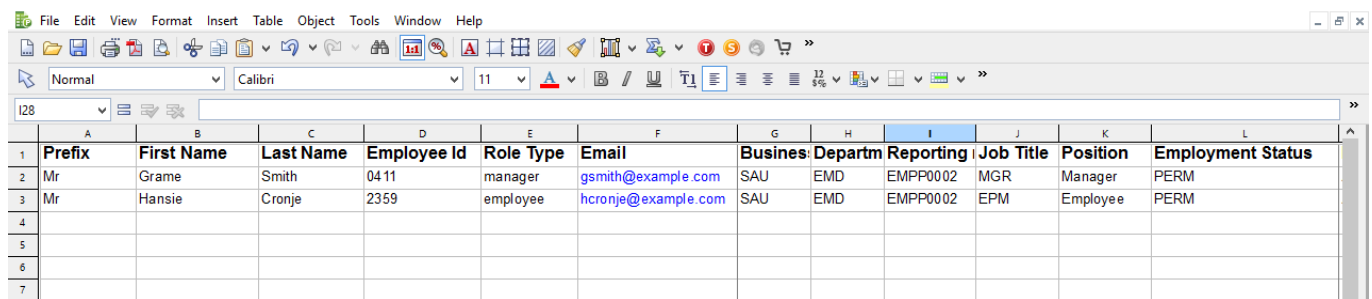 File Edit View Format Insert Table Object Tools Window Help
Normal Calibri 11
I28
A B C D E F G H I J K L
1 Prefix First Name Last Name Employee Id Role Type Email Busines Departm Reporting Job Title Position Employment Status
2 Mr Grame Smith 0411 manager gsmith@example.com SAU EMD EMPP0002 MGR Manager PERM
3 Mr Hansie Cronje 2359 employee hcronje@example.com SAU EMD EMPP0002 EPM Employee PERM
4
5
6
7